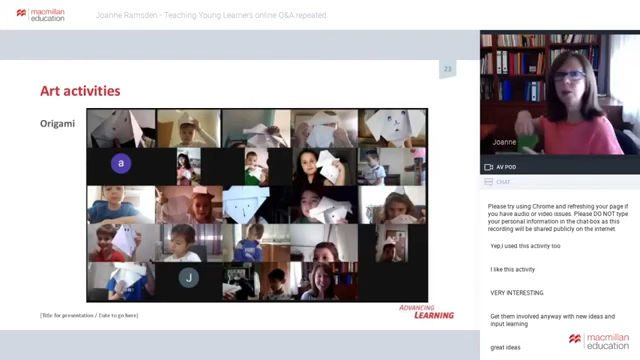 macmillan
education
Joanne Ramsden - Teaching Young Learners online Q&A repeated
23
Art activities
Origami
a
J
ADVANCING
LEARNING
[Title for presentation / Date to go here]
Joanne
AV POD
CHAT
Please try using Chrome and refreshing your page if
you have audio or video issues. Please DO NOT type
your personal information in the chat-box as this
recording will be shared publicly on the internet.
Yep,I used this activity too
I like this activity
VERY INTERESTING
Get them involved anyway with new ideas and
input learning
great ideas
macmillan
education